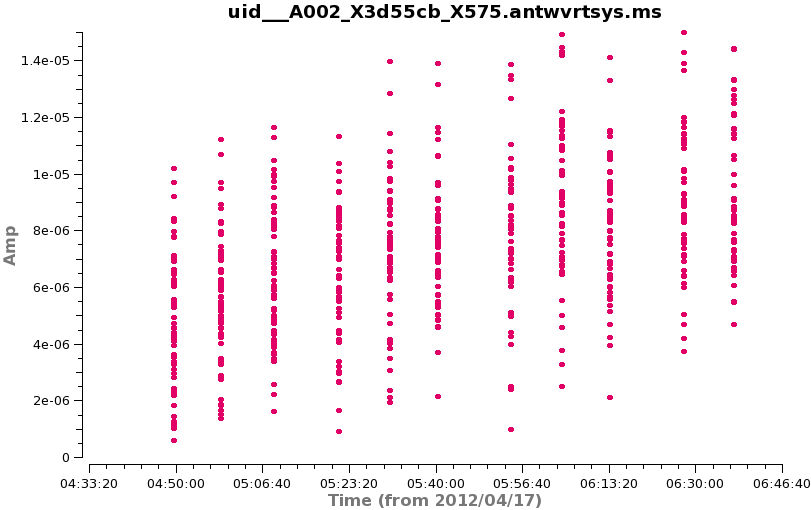 uid___A002_X3d55cb_X575.antwvrtsys.ms
1.4e-05
1.2e-05
1e-05
8e-06
6e-06
4e-06
2e-06
0
Amp
04:33:20 04:50:00 05:06:40 05:23:20 05:40:00 05:56:40 06:13:20 06:30:00 06:46:40
Time (from 2012/04/17)